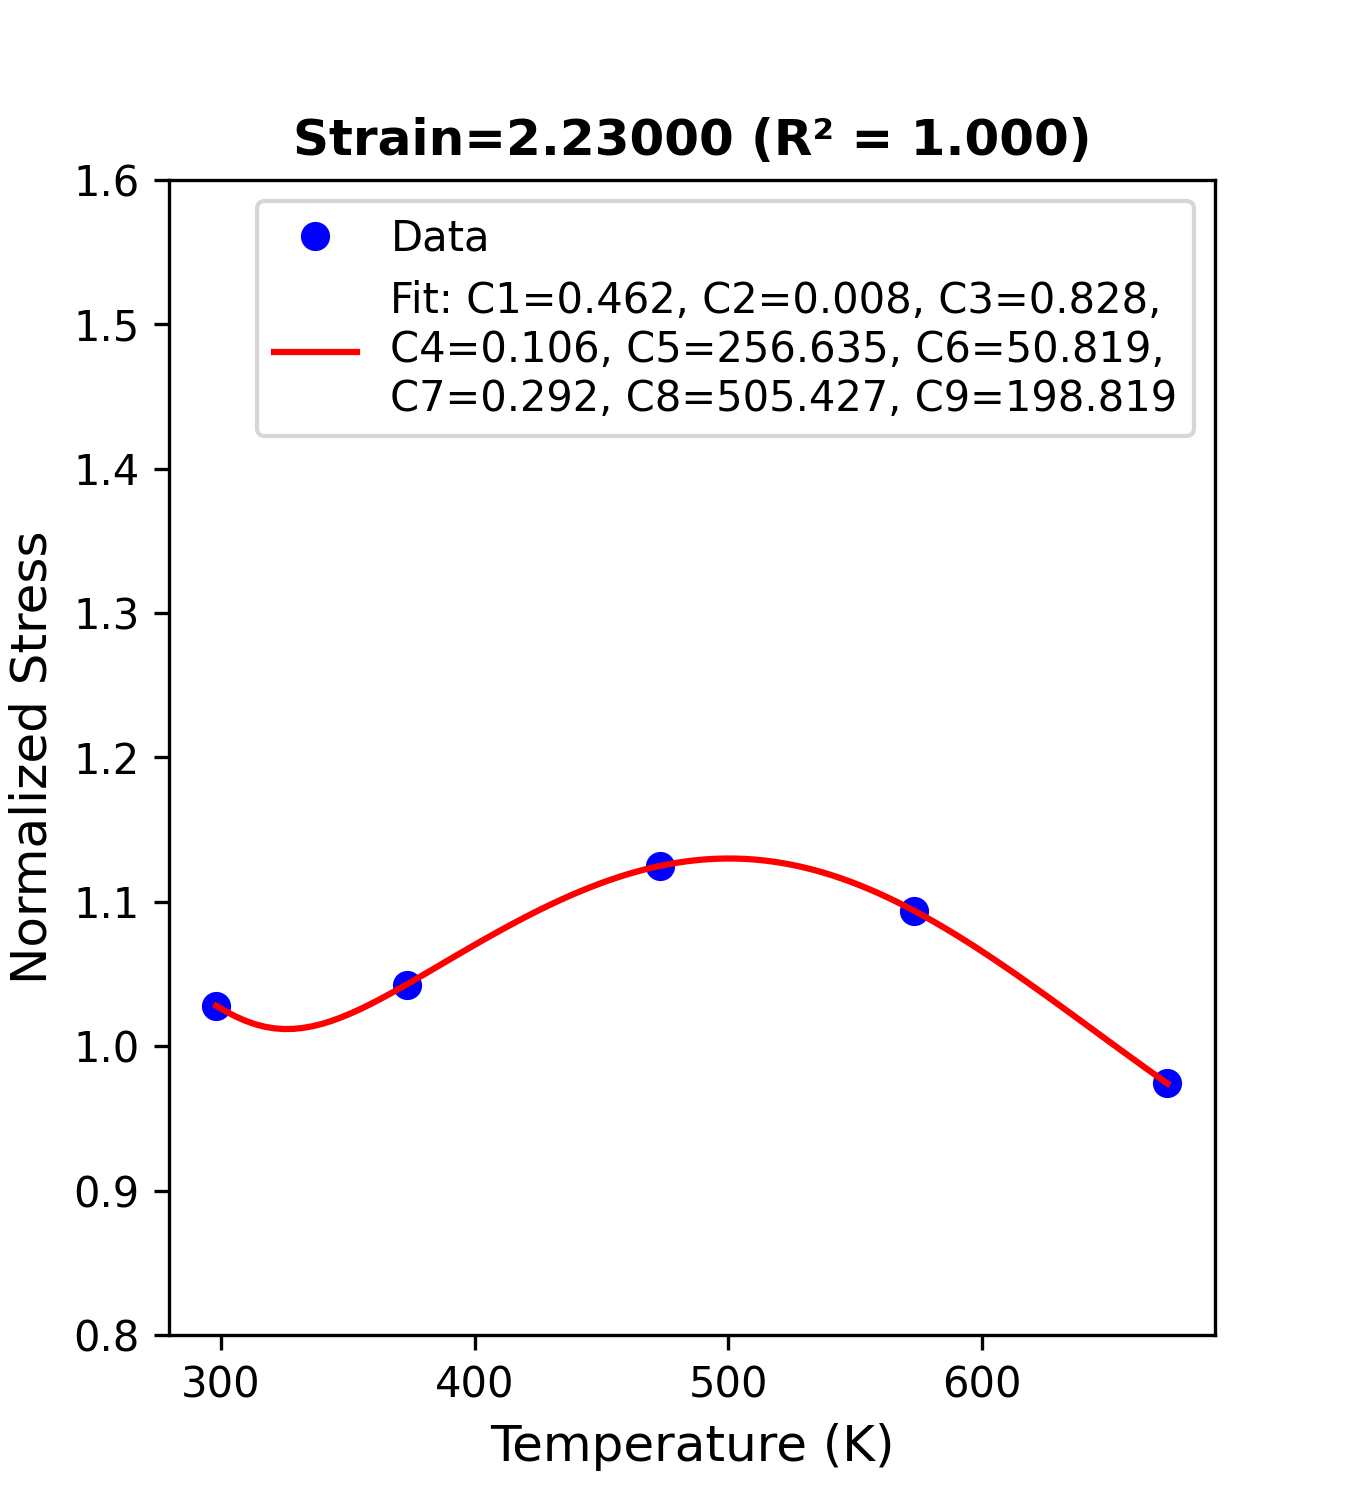 Strain=2.23000 (R² = 1.000)
1.6
1.5
1.4
1.3
1.2
1.1
1.0
0.9
0.8
Normalized Stress
Data
Fit: C1=0.462, C2=0.008, C3=0.828,
C4=0.106, C5=256.635, C6=50.819,
C7=0.292, C8=505.427, C9=198.819
300 400 500 600
Temperature (K)